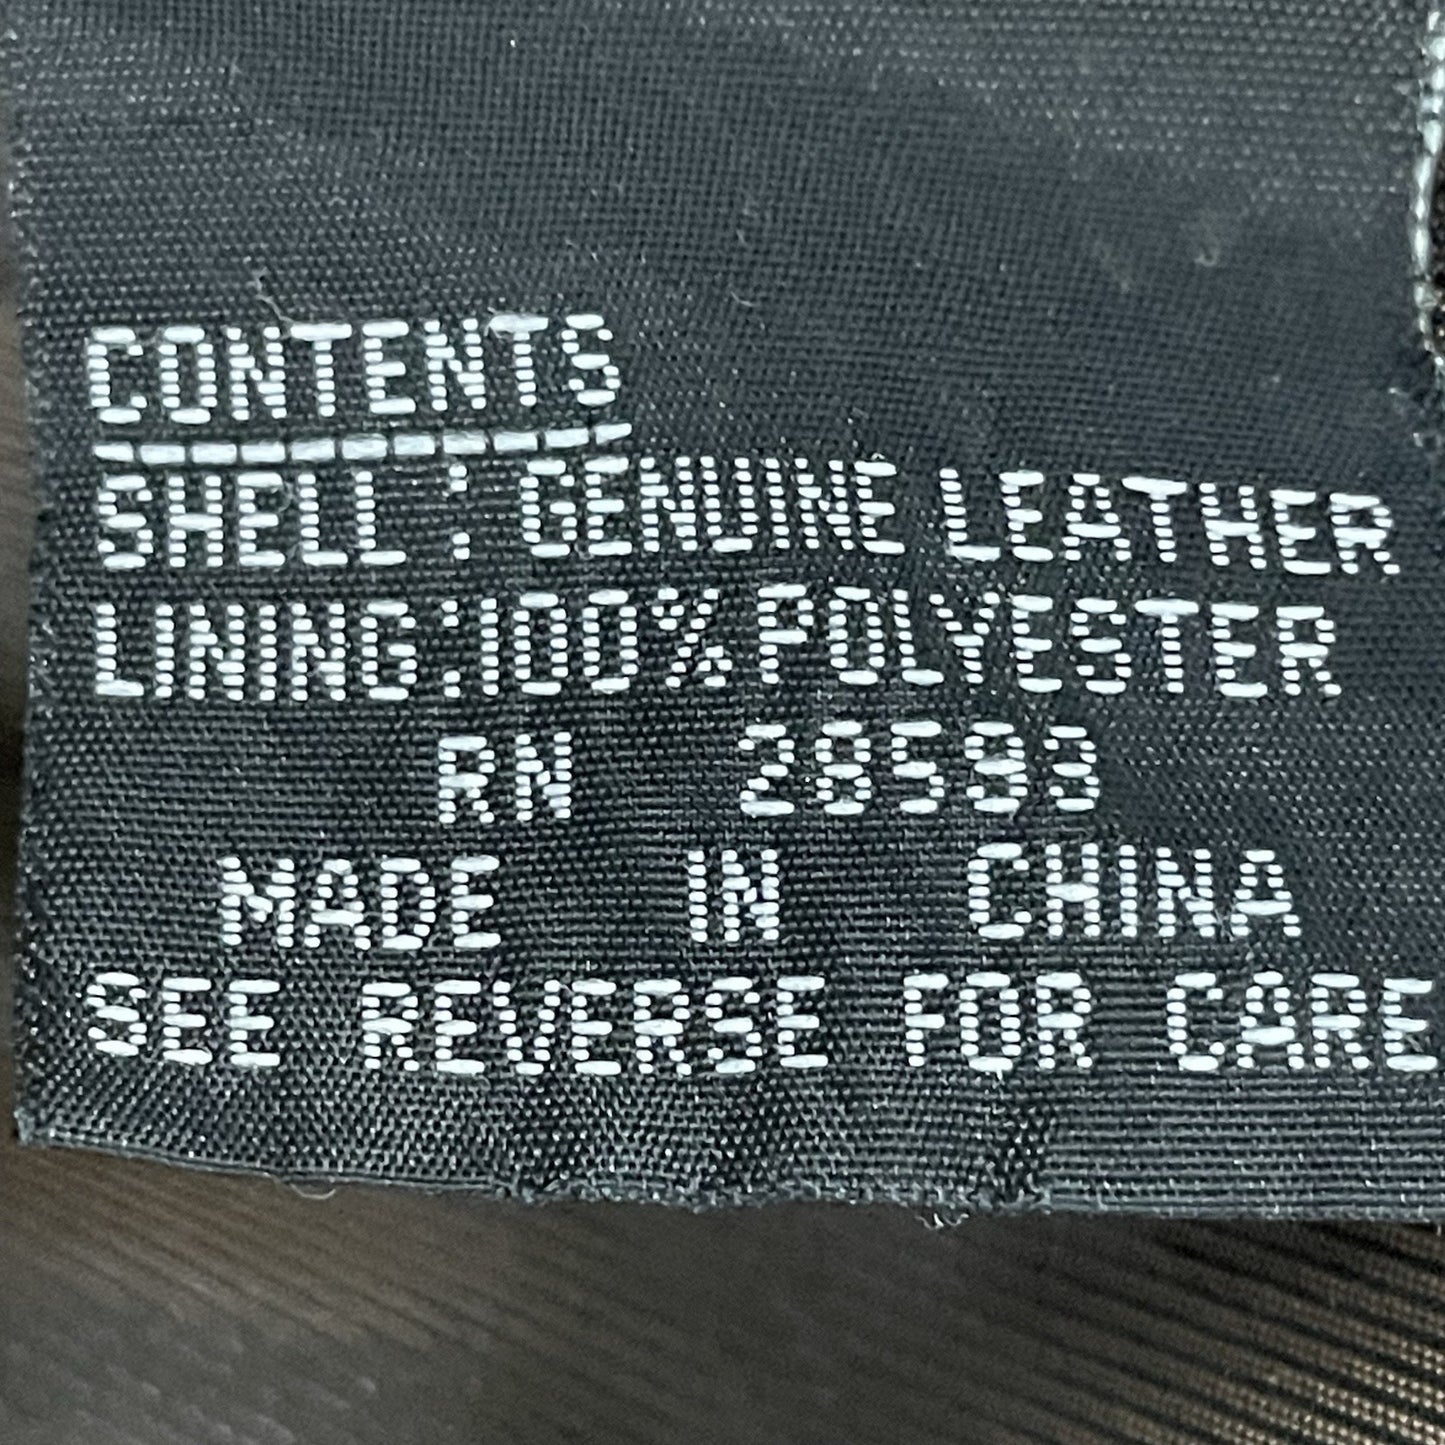 CONTENTS
SHELL : GENUINE LEATHER
LINING:100% POLYESTER
RN 28593
MADE IN CHINA
SEE REVERSE FOR CARE